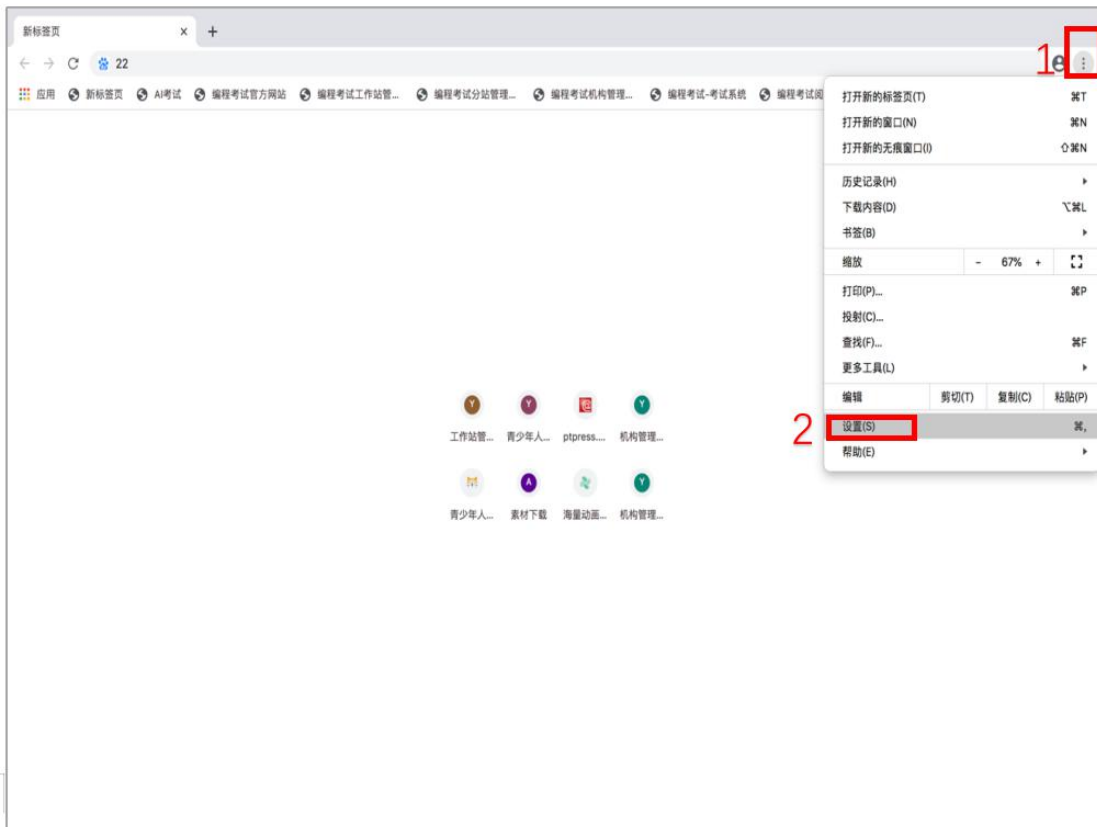 新标签页 × +
22
1
应用 新标签页 AI考试 编程考试官方网站 编程考试工作站管... 编程考试分站管理... 编程考试机构管理... 编程考试-考试系统 编程考试阅
打开新的标签页(T) ⌘T
打开新的窗口(N) ⌘N
打开新的无痕窗口(I) ⇧⌘N
历史记录(H)
下载内容(D) ⌥⌘L
书签(B)
缩放 - 67% +
打印(P)... ⌘P
投射(C)...
查找(F)... ⌘F
更多工具(L)
编辑 剪切(T) 复制(C) 粘贴(P)
2 设置(S) ⌘,
帮助(E)
Y Y Y
工作站管... 青少年人... ptpress.... 机构管理...
A Y
青少年人... 素材下载 海量动画... 机构管理...